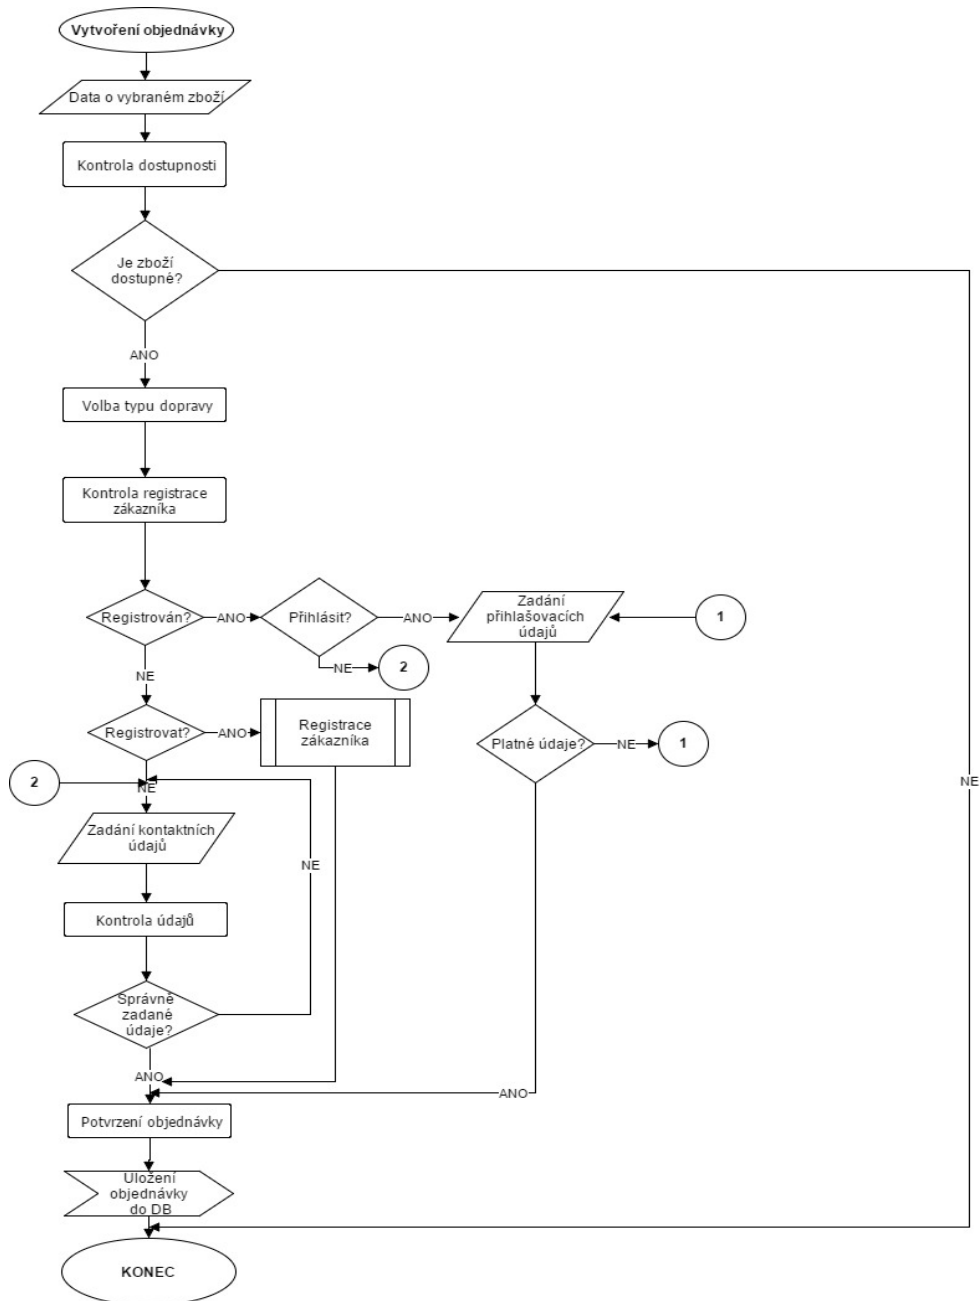 Vytvoření objednávky
Data o vybraném zboží
Kontrola dostupnosti
Je zboží
dostupné?
ANO
Volba typu dopravy
Kontrola registrace
zákazníka
Registrován?
ANO
Přihlásit?
ANO
Zadání
přihlašovacích
údajů
1
NE
2
NE
Registrovat?
ANO
Registrace
zákazníka
Platné údaje?
NE
1
2
NE
NE
Zadání kontaktních
údajů
NE
Kontrola údajů
Správně
zadané
údaje?
ANO
ANO
Potvrzení objednávky
Uložení
objednávky
do DB
KONEC